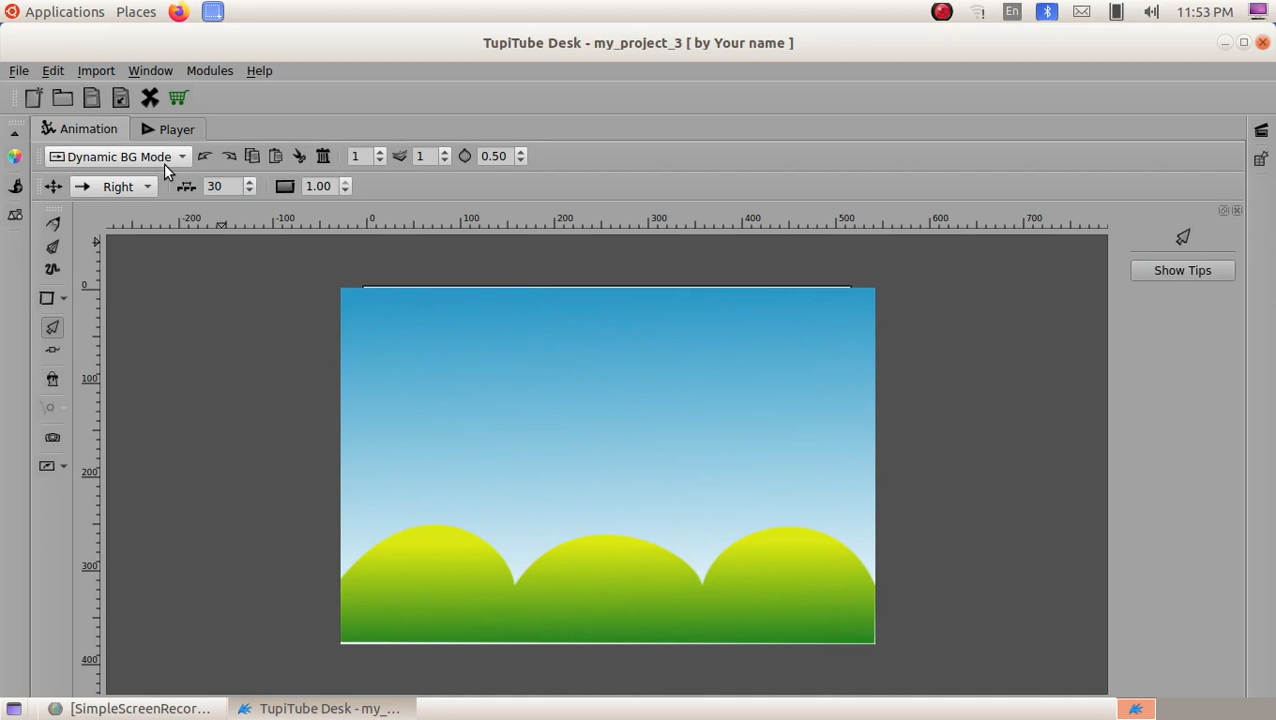 Applications Places En 11:53 PM
TupiTube Desk - my_project_3 [ by Your name ]
File Edit Import Window Modules Help
Animation Player
Dynamic BG Mode 1 1 0.50
Right 30 1.00
-200 -100 0 100 200 300 400 500 600 700
0
100
200
300
400
Show Tips
[SimpleScreenRecor... TupiTube Desk - my_...